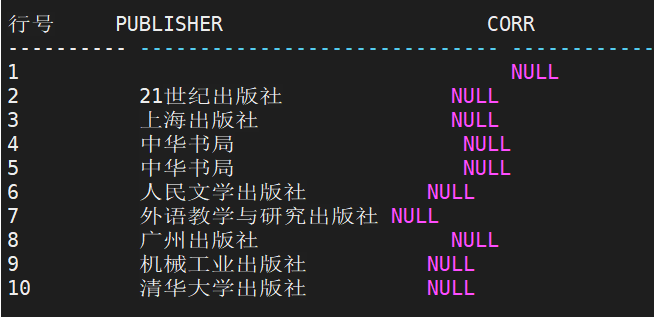 行号 PUBLISHER CORR
---------- ------------------------------ ------------
1 NULL
2 21世纪出版社 NULL
3 上海出版社 NULL
4 中华书局 NULL
5 中华书局 NULL
6 人民文学出版社 NULL
7 外语教学与研究出版社 NULL
8 广州出版社 NULL
9 机械工业出版社 NULL
10 清华大学出版社 NULL